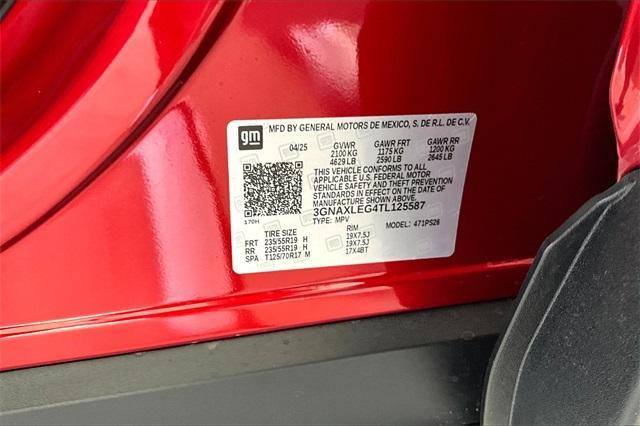 gm MFD BY GENERAL MOTORS DE MEXICO, S. DE R.L. DE C.V.
04/25 GVWR GAWR FRT GAWR RR
2100 KG 1175 KG 1200 KG
4629 LB 2590 LB 2645 LB
THIS VEHICLE CONFORMS TO ALL
APPLICABLE U.S. FEDERAL MOTOR
VEHICLE SAFETY AND THEFT PREVENTION
STANDARDS IN EFFECT ON THE DATE OF
MANUFACTURE SHOWN ABOVE.
3GNAXLEG4TL125587
170H TYPE: MPV MODEL: 471PS26
TIRE SIZE RIM
FRT 235/55R19 H 19X7.5J
RR 235/55R19 H 19X7.5J
SPA T125/70R17 M 17X4BT